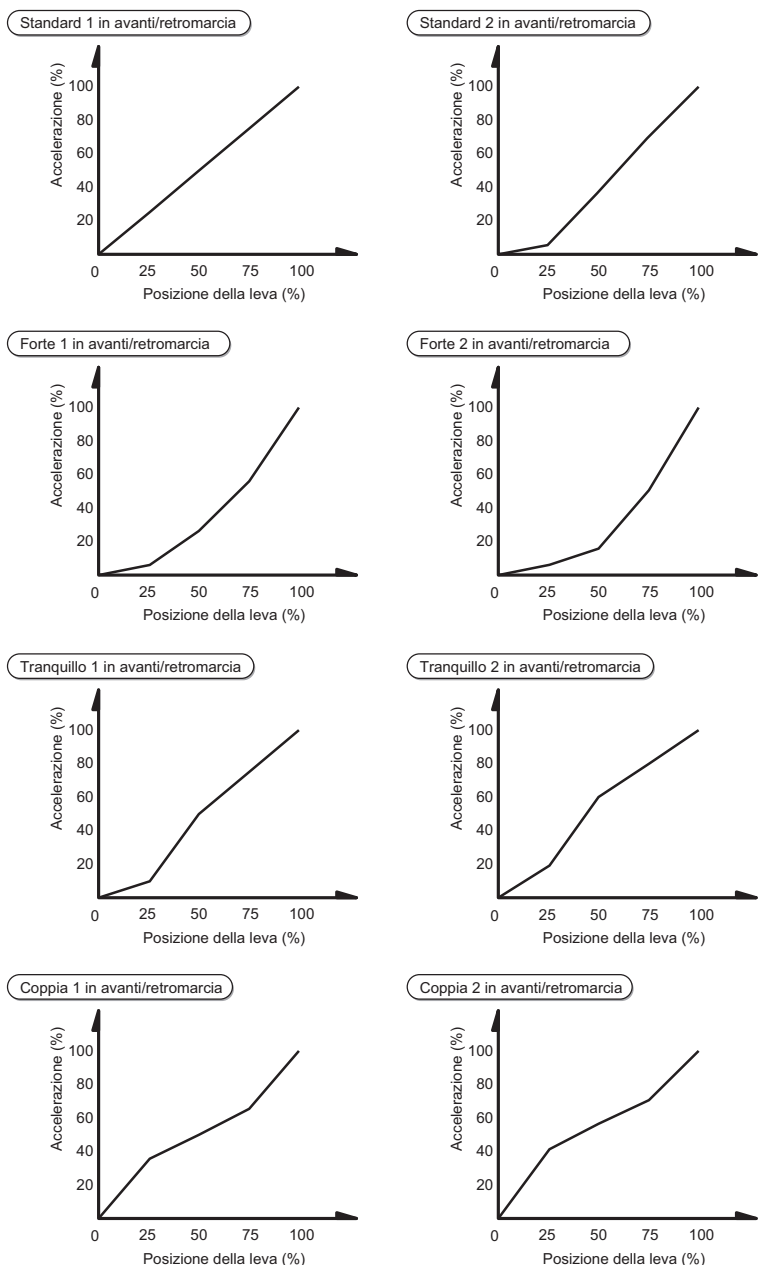 Standard 1 in avanti/retromarcia
Accelerazione (%)
100
80
60
40
20
0 25 50 75 100
Posizione della leva (%)
Standard 2 in avanti/retromarcia
Accelerazione (%)
100
80
60
40
20
0 25 50 75 100
Posizione della leva (%)
Forte 1 in avanti/retromarcia
Accelerazione (%)
100
80
60
40
20
0 25 50 75 100
Posizione della leva (%)
Forte 2 in avanti/retromarcia
Accelerazione (%)
100
80
60
40
20
0 25 50 75 100
Posizione della leva (%)
Tranquillo 1 in avanti/retromarcia
Accelerazione (%)
100
80
60
40
20
0 25 50 75 100
Posizione della leva (%)
Tranquillo 2 in avanti/retromarcia
Accelerazione (%)
100
80
60
40
20
0 25 50 75 100
Posizione della leva (%)
Coppia 1 in avanti/retromarcia
Accelerazione (%)
100
80
60
40
20
0 25 50 75 100
Posizione della leva (%)
Coppia 2 in avanti/retromarcia
Accelerazione (%)
100
80
60
40
20
0 25 50 75 100
Posizione della leva (%)